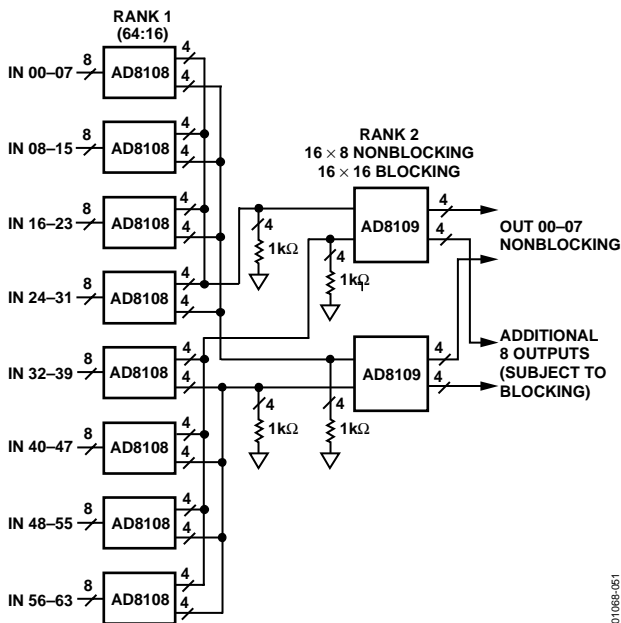 RANK 1
(64:16)
IN 00–07
8
AD8108
4
4
IN 08–15
8
AD8108
4
4
IN 16–23
8
AD8108
4
4
IN 24–31
8
AD8108
4
4
IN 32–39
8
AD8108
4
4
IN 40–47
8
AD8108
4
4
IN 48–55
8
AD8108
4
4
IN 56–63
8
AD8108
4
4
RANK 2
16 × 8 NONBLOCKING
16 × 16 BLOCKING
4
1kΩ
4
1kΩ
AD8109
4
4
4
1kΩ
4
1kΩ
AD8109
4
4
OUT 00–07
NONBLOCKING
ADDITIONAL
8 OUTPUTS
(SUBJECT TO
BLOCKING)
01068-051